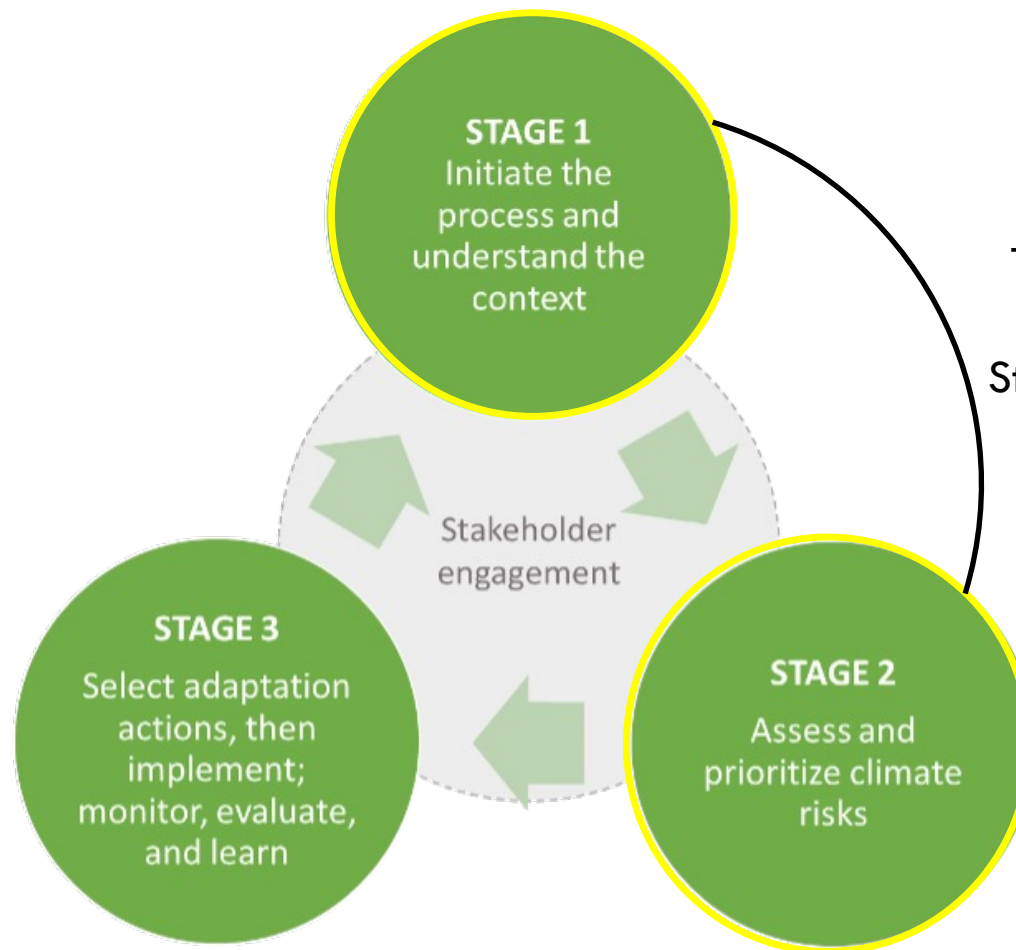 STAGE 1
Initiate the
process and
understand the
context
Stakeholder
engagement
STAGE 3
Select adaptation
actions, then
implement;
monitor, evaluate,
and learn
STAGE 2
Assess and
prioritize climate
risks